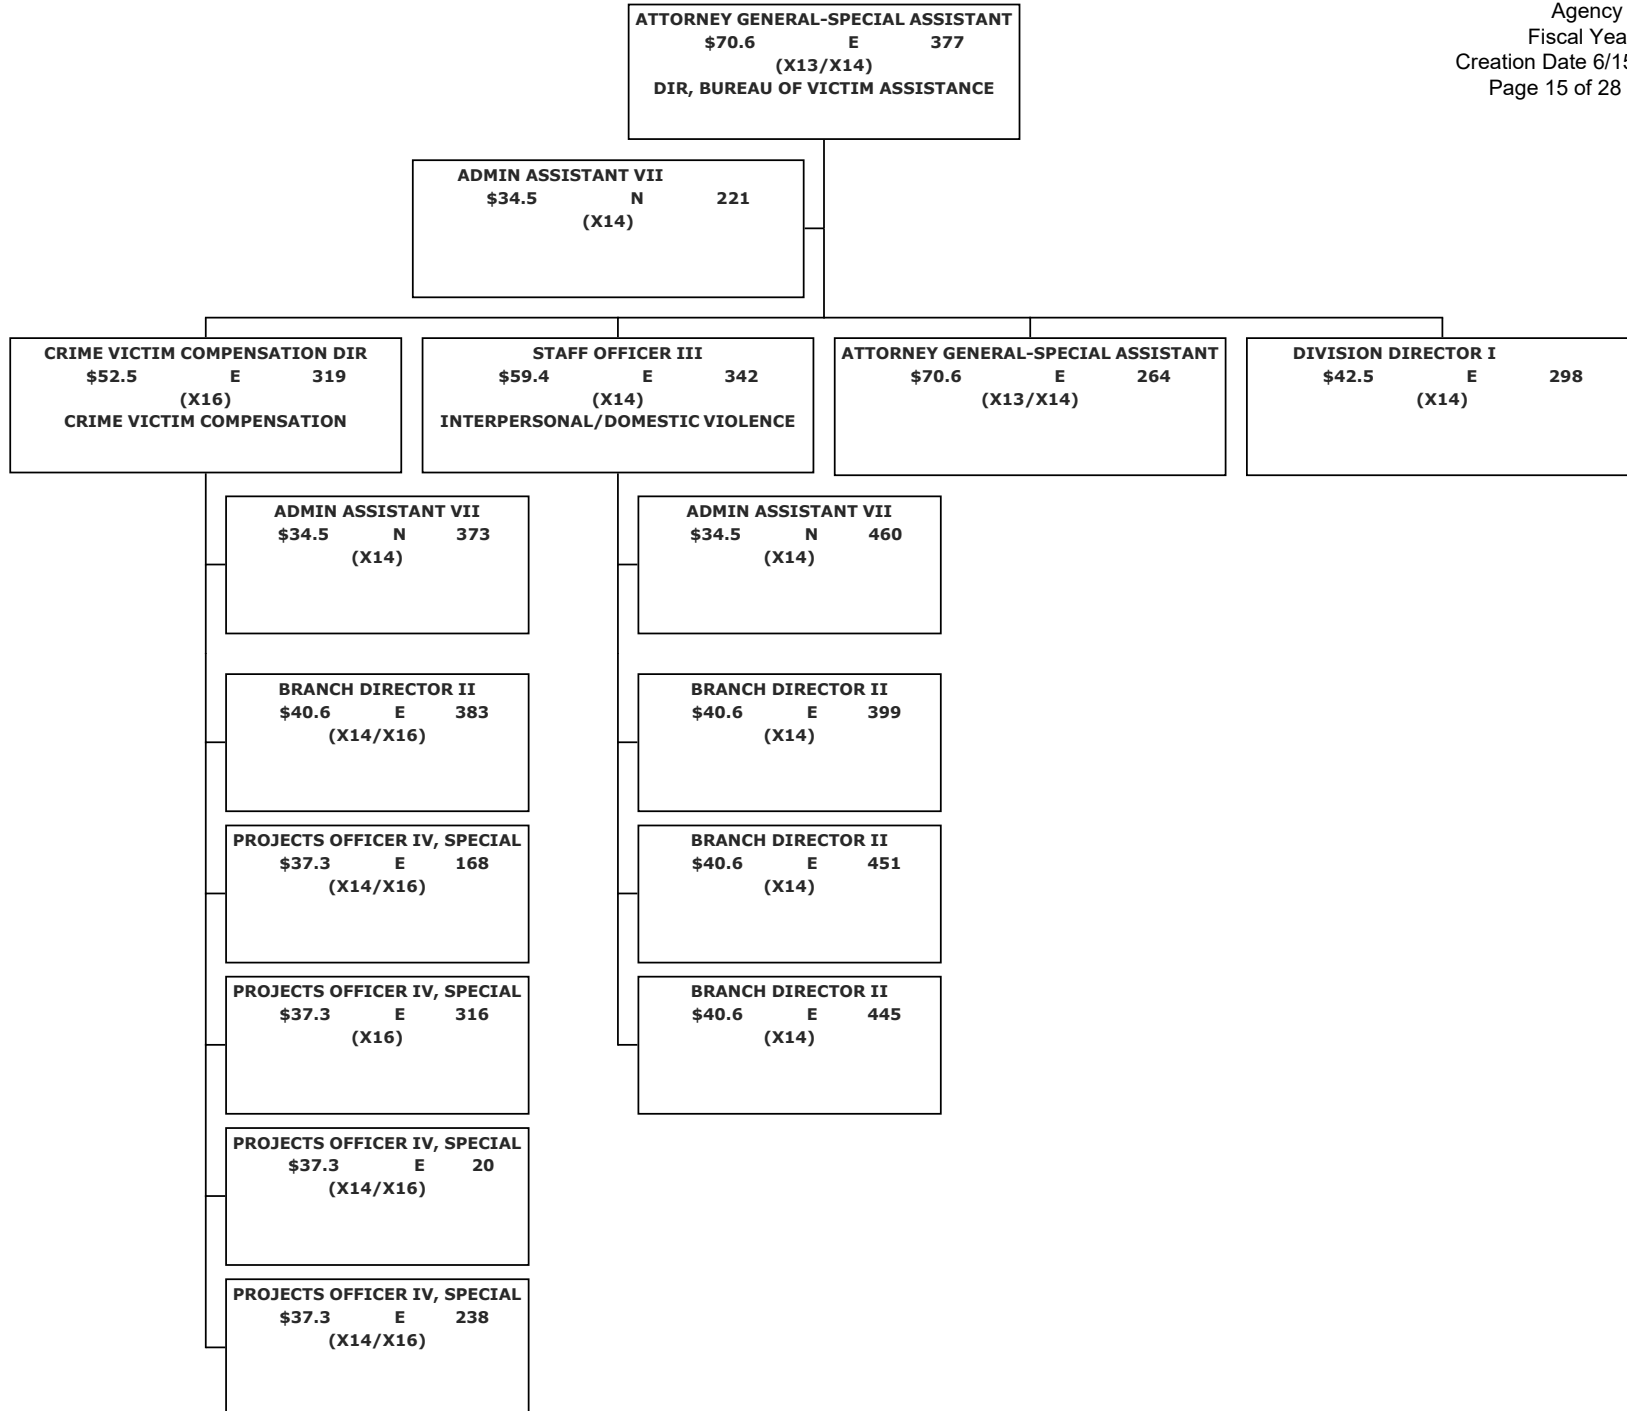 Agency
Fiscal Yea
Creation Date 6/15
Page 15 of 28
ATTORNEY GENERAL-SPECIAL ASSISTANT
$70.6 E 377
(X13/X14)
DIR, BUREAU OF VICTIM ASSISTANCE
ADMIN ASSISTANT VII
$34.5 N 221
(X14)
CRIME VICTIM COMPENSATION DIR
$52.5 E 319
(X16)
CRIME VICTIM COMPENSATION
STAFF OFFICER III
$59.4 E 342
(X14)
INTERPERSONAL/DOMESTIC VIOLENCE
ATTORNEY GENERAL-SPECIAL ASSISTANT
$70.6 E 264
(X13/X14)
DIVISION DIRECTOR I
$42.5 E 298
(X14)
ADMIN ASSISTANT VII
$34.5 N 373
(X14)
BRANCH DIRECTOR II
$40.6 E 383
(X14/X16)
PROJECTS OFFICER IV, SPECIAL
$37.3 E 168
(X14/X16)
PROJECTS OFFICER IV, SPECIAL
$37.3 E 316
(X16)
PROJECTS OFFICER IV, SPECIAL
$37.3 E 20
(X14/X16)
PROJECTS OFFICER IV, SPECIAL
$37.3 E 238
(X14/X16)
ADMIN ASSISTANT VII
$34.5 N 460
(X14)
BRANCH DIRECTOR II
$40.6 E 399
(X14)
BRANCH DIRECTOR II
$40.6 E 451
(X14)
BRANCH DIRECTOR II
$40.6 E 445
(X14)